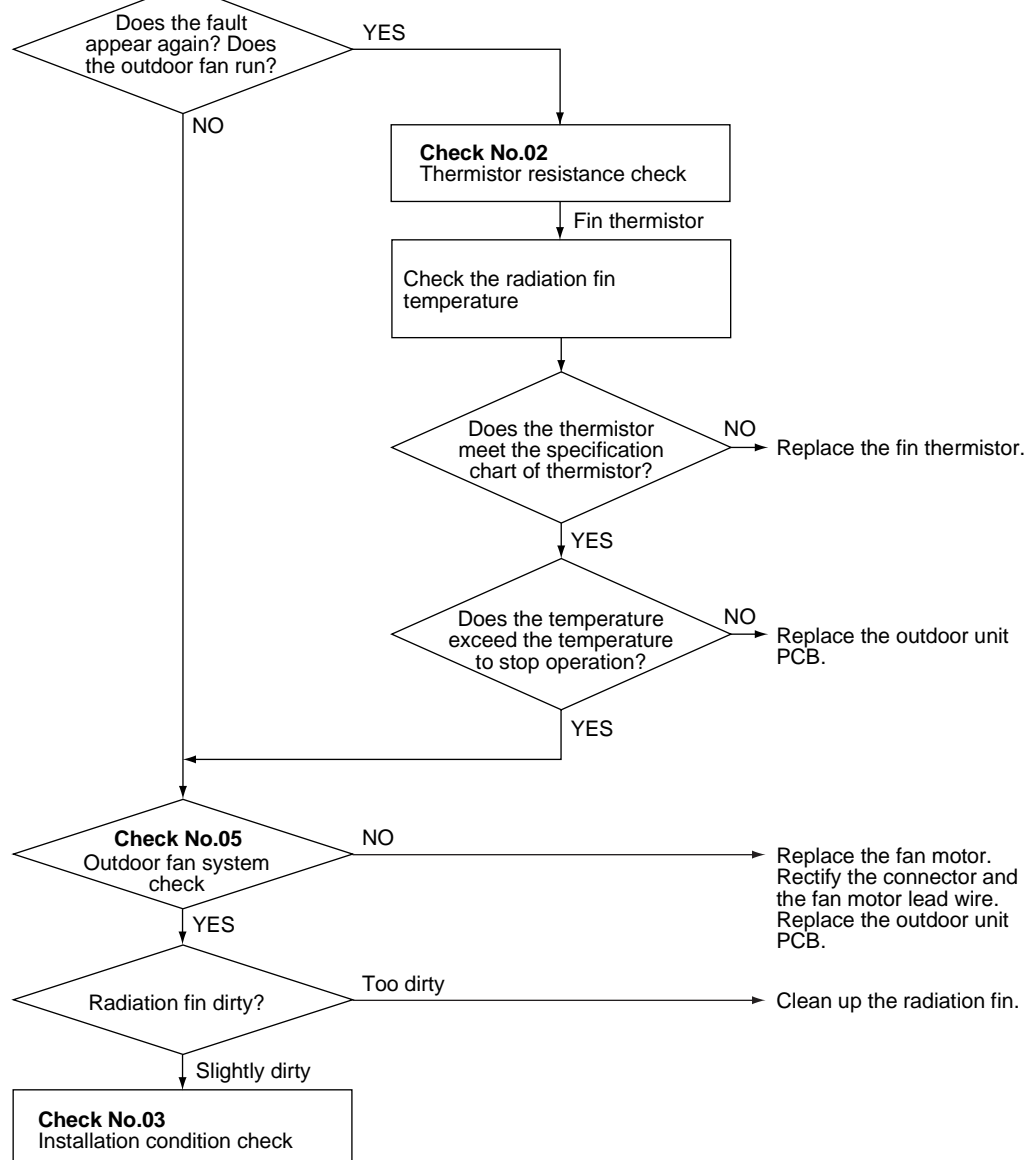 Does the fault
appear again? Does
the outdoor fan run?
YES
NO
Check No.02
Thermistor resistance check
Fin thermistor
Check the radiation fin
temperature
Does the thermistor
meet the specification
chart of thermistor?
NO
Replace the fin thermistor.
YES
Does the temperature
exceed the temperature
to stop operation?
NO
Replace the outdoor unit
PCB.
YES
Check No.05
Outdoor fan system
check
NO
Replace the fan motor.
Rectify the connector and
the fan motor lead wire.
Replace the outdoor unit
PCB.
YES
Radiation fin dirty?
Too dirty
Clean up the radiation fin.
Slightly dirty
Check No.03
Installation condition check